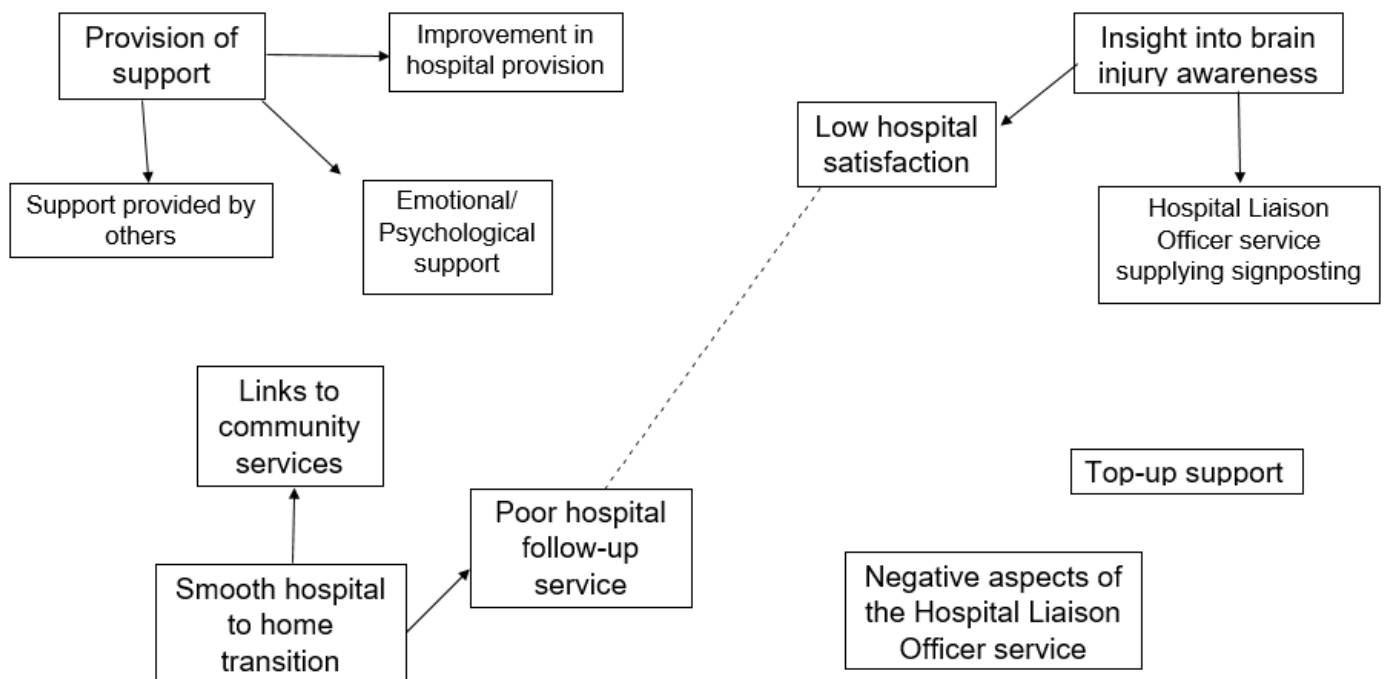 Provision of
support
Improvement in
hospital provision
Insight into brain
injury awareness
Low hospital
satisfaction
Support provided by
others
Emotional/
Psychological
support
Hospital Liaison
Officer service
supplying signposting
Links to
community
services
Top-up support
Poor hospital
follow-up
service
Smooth hospital
to home
transition
Negative aspects of
the Hospital Liaison
Officer service